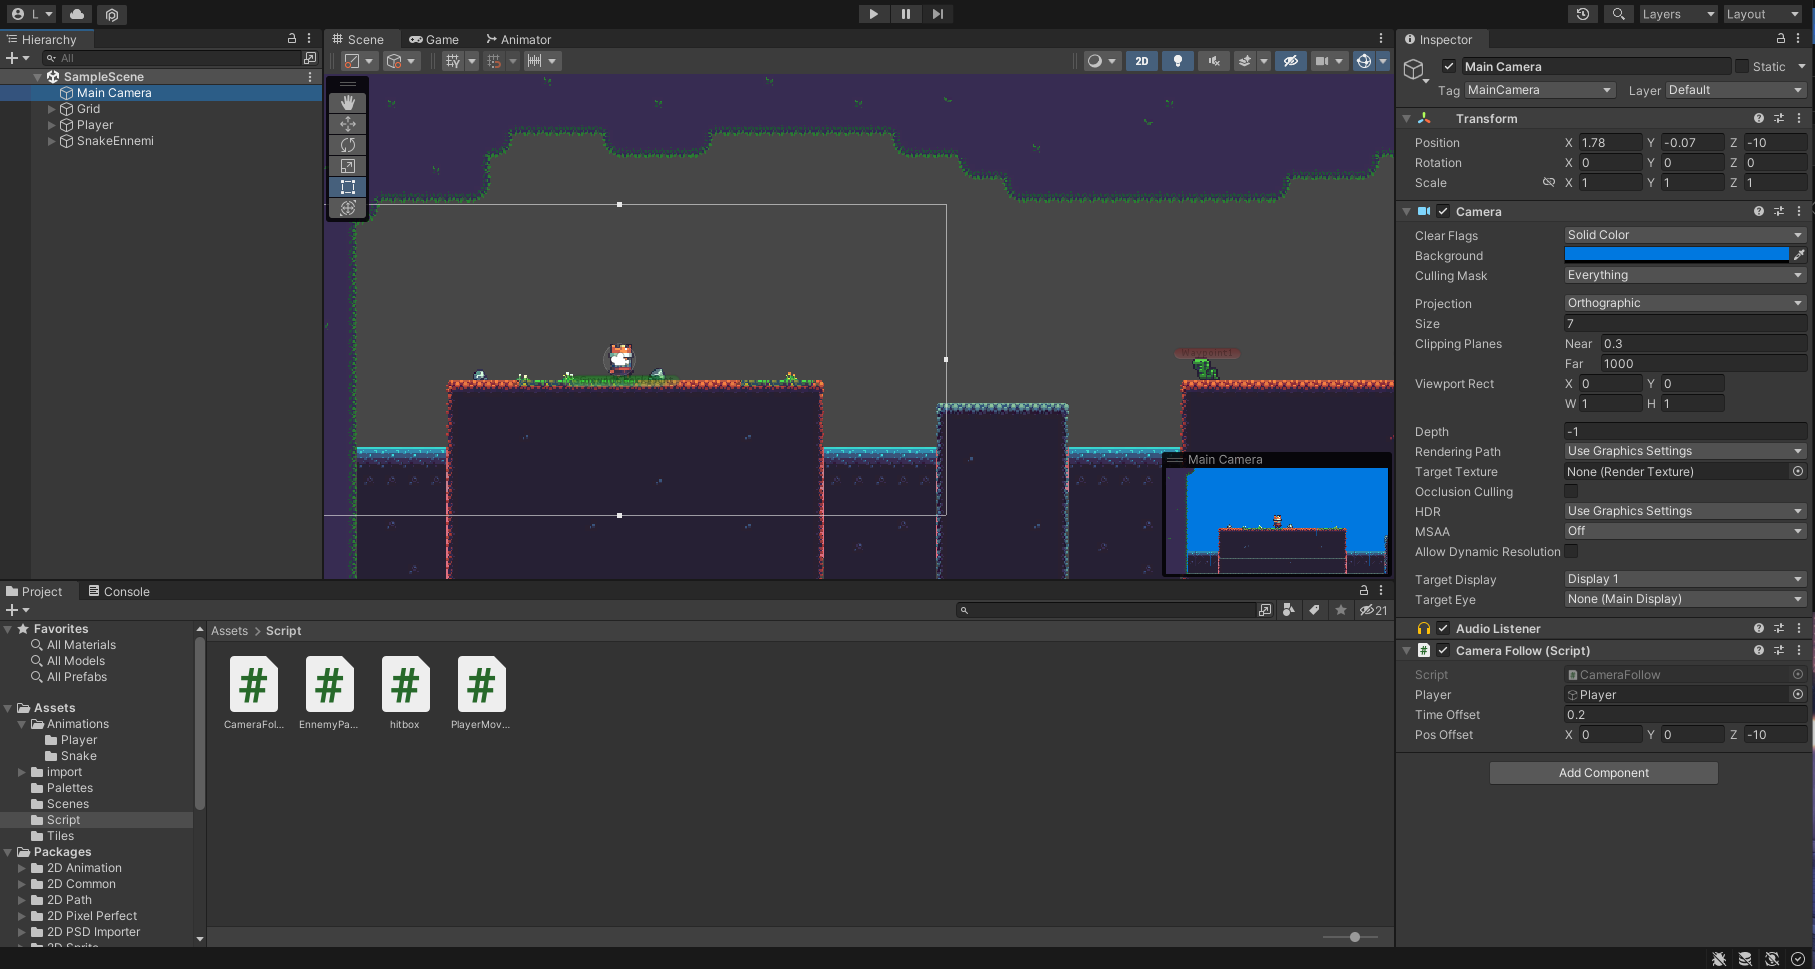 L
Layers
Layout
Hierarchy
All
SampleScene
Main Camera
Grid
Player
SnakeEnnemi
Scene
Game
Animator
2D
Waypoint
Main Camera
Inspector
Main Camera
Static
Tag
MainCamera
Layer
Default
Transform
Position
X
1.78
Y
-0.07
Z
-10
Rotation
X
0
Y
0
Z
0
Scale
X
1
Y
1
Z
1
Camera
Clear Flags
Solid Color
Background
Culling Mask
Everything
Projection
Orthographic
Size
7
Clipping Planes
Near
0.3
Far
1000
Viewport Rect
X
0
Y
0
W
1
H
1
Depth
-1
Rendering Path
Use Graphics Settings
Target Texture
None (Render Texture)
Occlusion Culling
HDR
Use Graphics Settings
MSAA
Off
Allow Dynamic Resolution
Target Display
Display 1
Target Eye
None (Main Display)
Audio Listener
Camera Follow (Script)
Script
CameraFollow
Player
Player
Time Offset
0.2
Pos Offset
X
0
Y
0
Z
-10
Add Component
Project
Console
21
Favorites
All Materials
All Models
All Prefabs
Assets
Animations
Player
Snake
import
Palettes
Scenes
Script
Tiles
Packages
2D Animation
2D Common
2D Path
2D Pixel Perfect
2D PSD Importer
Assets > Script
CameraFol...
EnnemyPa...
hitbox
PlayerMov...